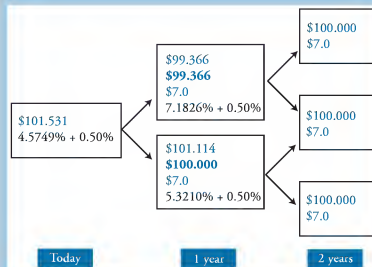 $101.531
4.5749% + 0.50%
$99.366
$99.366
$7.0
7.1826% + 0.50%
$101.114
$100.000
$7.0
5.3210% + 0.50%
$100.000
$7.0
$100.000
$7.0
$100.000
$7.0
Today
1 year
2 years